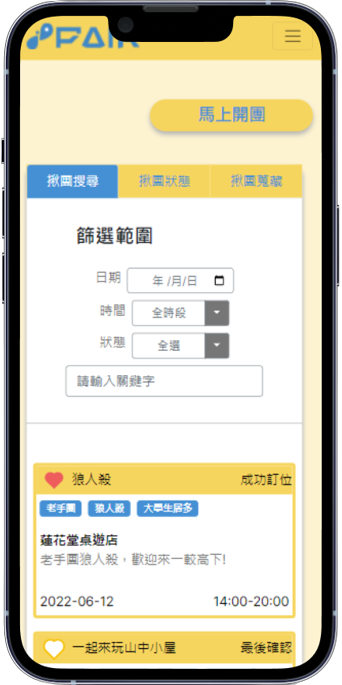 PFAIR
馬上開團
揪團搜尋 揪團狀態 揪團蒐藏
篩選範圍
日期 年 /月/日
時間 全時段
狀態 全選
請輸入關鍵字
狼人殺 成功訂位
老手團 狼人殺 大學生居多
蓮花堂桌遊店
老手團狼人殺，歡迎來一較高下!
2022-06-12 14:00-20:00
一起來玩山中小屋 最後確認